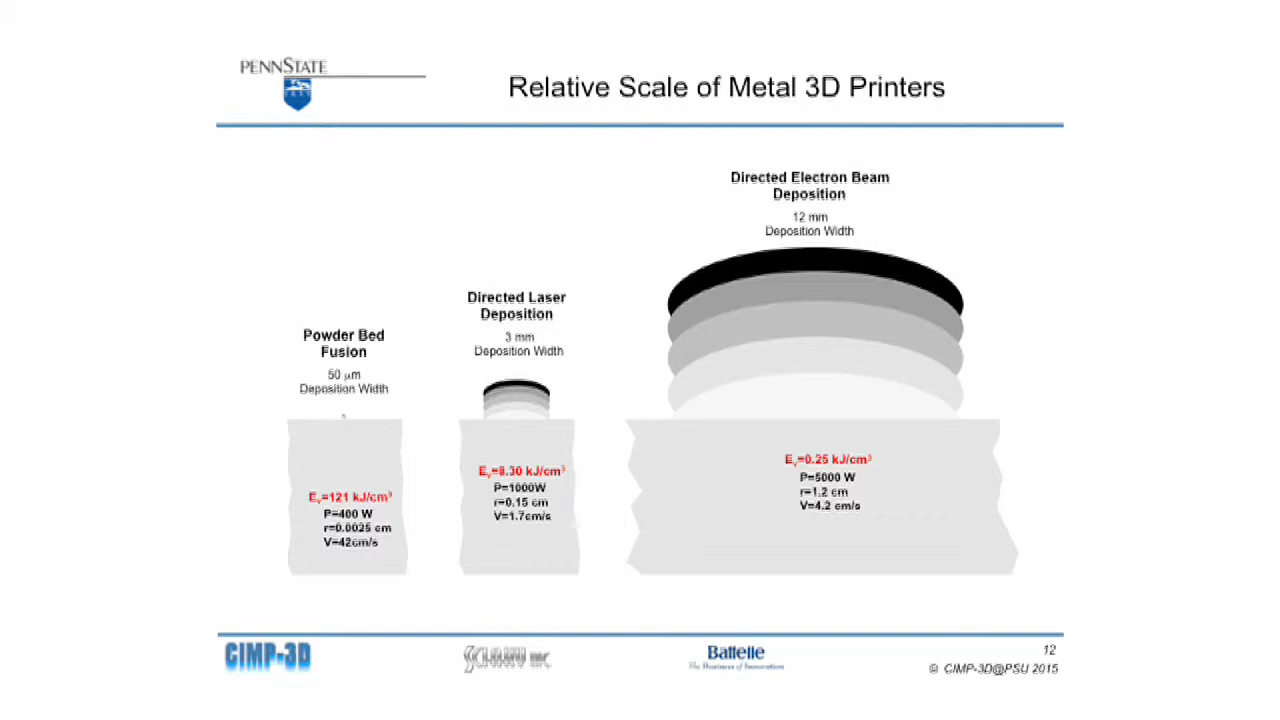 PENNSTATE
Relative Scale of Metal 3D Printers
Directed Electron Beam
Deposition
12 mm
Deposition Width
Directed Laser
Deposition
3 mm
Deposition Width
Powder Bed
Fusion
50 μm
Deposition Width
Ev=121 kJ/cm³
P=400 W
r=0.0025 cm
V=42cm/s
Ev=8.30 kJ/cm³
P=1000W
r=0.15 cm
V=1.7cm/s
Ev=0.25 kJ/cm³
P=5000 W
r=1.2 cm
V=4.2 cm/s
CIMP-3D
SCIAKY INC
Battelle
The Business of Innovation
12
© CIMP-3D@PSU 2015